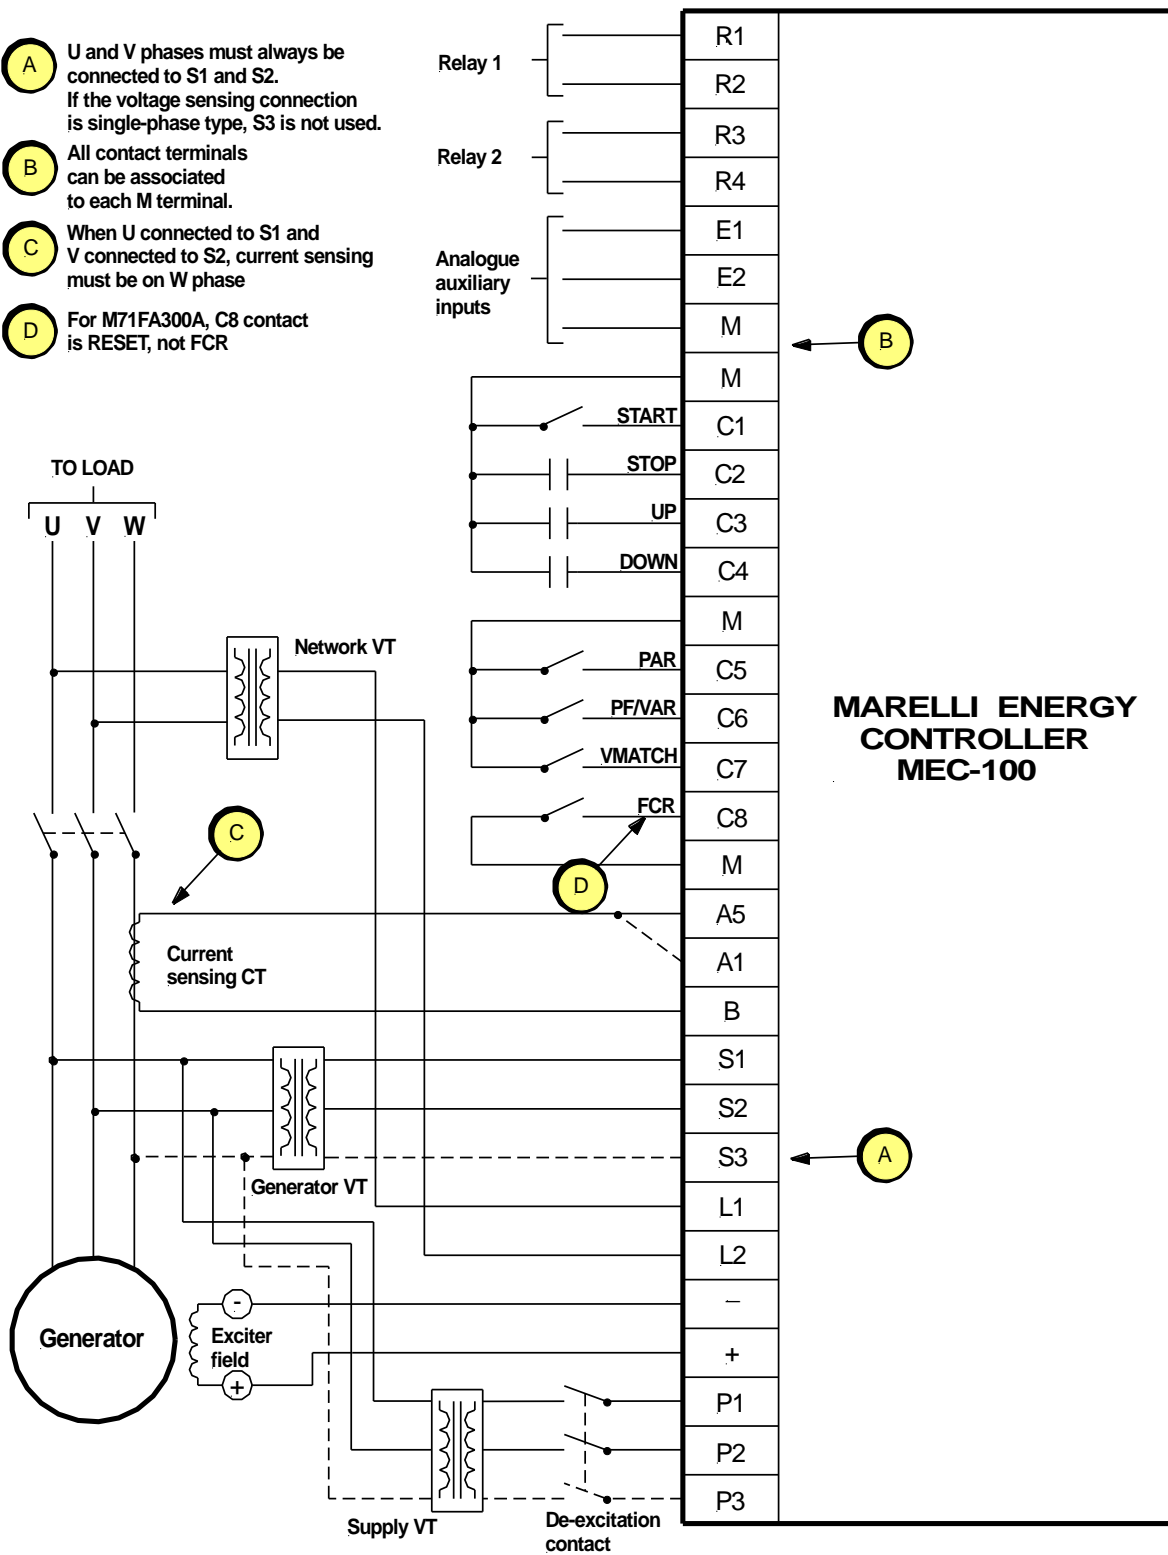 A
U and V phases must always be
connected to S1 and S2.
If the voltage sensing connection
is single-phase type, S3 is not used.
B
All contact terminals
can be associated
to each M terminal.
C
When U connected to S1 and
V connected to S2, current sensing
must be on W phase
D
For M71FA300A, C8 contact
is RESET, not FCR
Relay 1
R1
R2
Relay 2
R3
R4
Analogue
auxiliary
inputs
E1
E2
M
B
M
START
C1
STOP
C2
UP
C3
DOWN
C4
M
PAR
C5
PF/VAR
C6
VMATCH
C7
FCR
C8
M
D
TO LOAD
U V W
Network VT
MARELLI ENERGY
CONTROLLER
MEC-100
C
Current
sensing CT
A5
A1
B
S1
S2
S3
A
Generator VT
L1
L2
Generator
-
Exciter
field
+
–
+
P1
P2
P3
Supply VT
De-excitation
contact